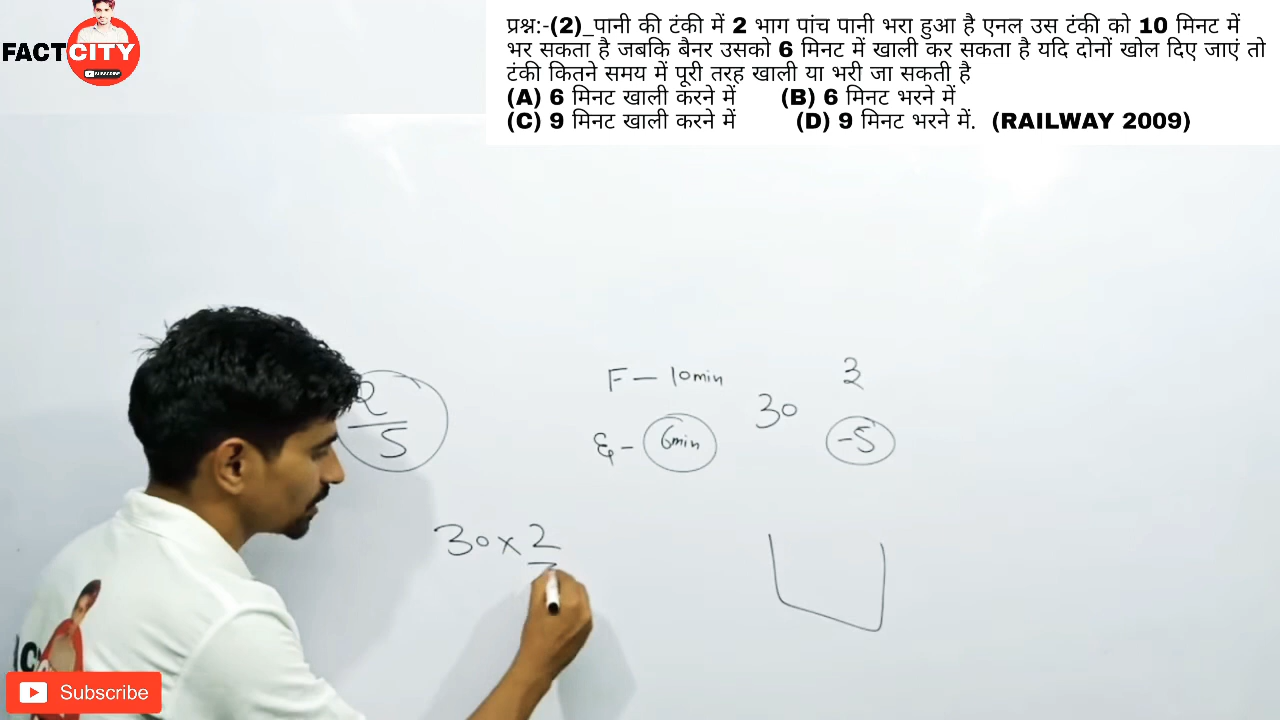 FACTCITY
SUBSCRIBE
प्रश्न:-(2)_पानी की टंकी में 2 भाग पांच पानी भरा हुआ है एनल उस टंकी को 10 मिनट में
भर सकता है जबकि बैनर उसको 6 मिनट में खाली कर सकता है यदि दोनों खोल दिए जाएं तो
टंकी कितने समय में पूरी तरह खाली या भरी जा सकती है
(A) 6 मिनट खाली करने में (B) 6 मिनट भरने में
(C) 9 मिनट खाली करने में (D) 9 मिनट भरने में. (RAILWAY 2009)
2
5
F — 10min
30
3
6min
-5
30 × 2
Subscribe